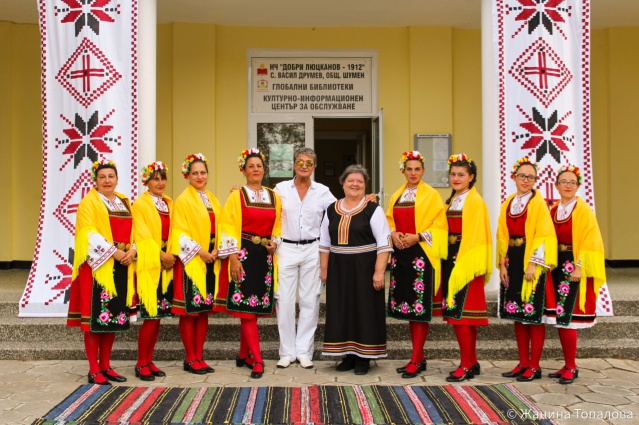 НЧ "ДОБРИ ЛЮЦКАНОВ - 1912"
С. ВАСИЛ ДРУМЕВ, ОБЩ. ШУМЕН
ГЛОБАЛНИ БИБЛИОТЕКИ
КУЛТУРНО-ИНФОРМАЦИОНЕН
ЦЕНТЪР ЗА ОБСЛУЖВАНЕ
© Жанина Топалова